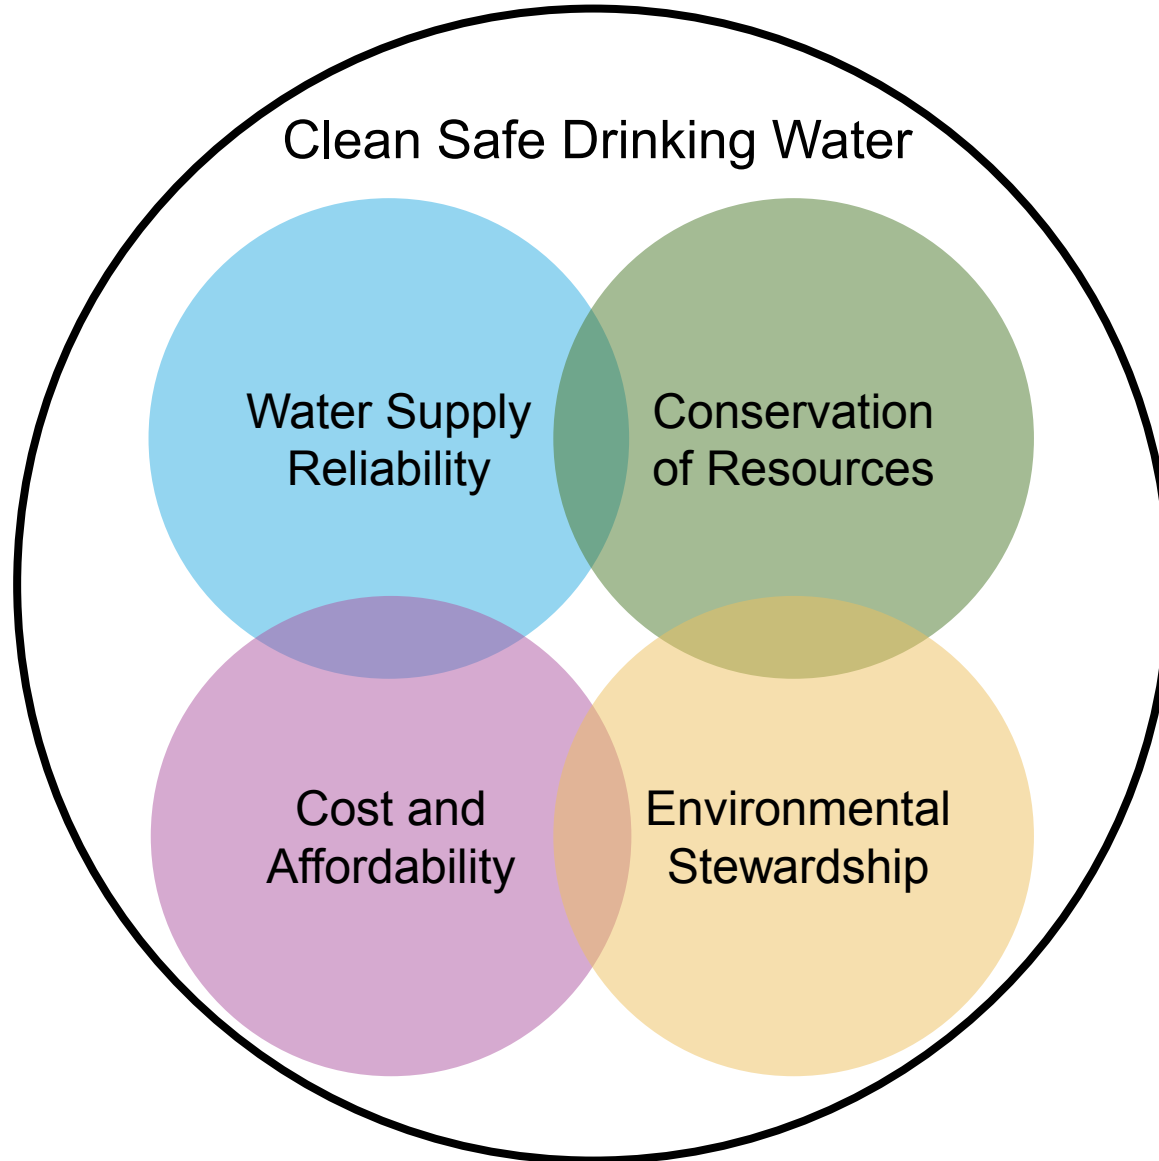 Clean Safe Drinking Water
Water Supply
Reliability
Conservation
of Resources
Cost and
Affordability
Environmental
Stewardship